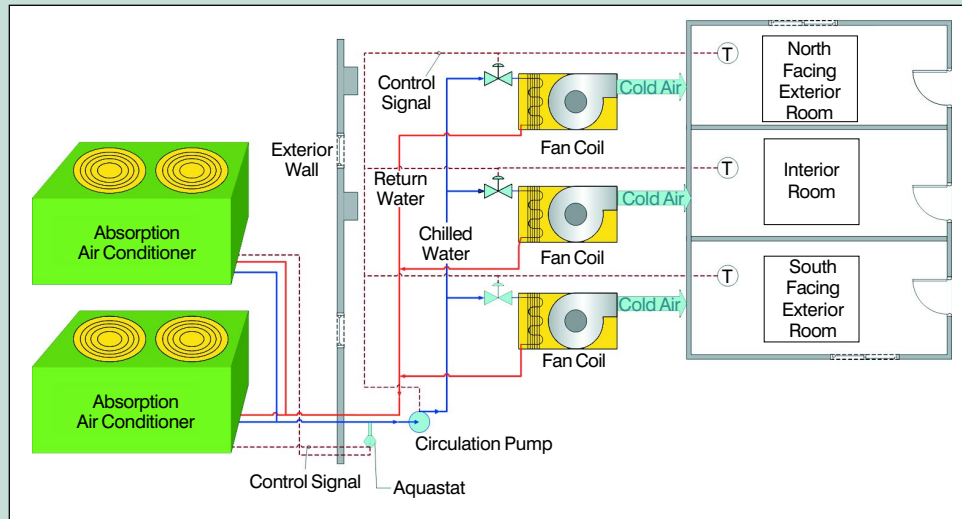 North
Facing
Exterior
Room
T
Control
Signal
Cold Air
Fan Coil
Exterior
Wall
T
Interior
Room
Return
Water
Cold Air
Absorption
Air Conditioner
Chilled
Water
Fan Coil
T
South
Facing
Exterior
Room
Cold Air
Fan Coil
Absorption
Air Conditioner
Circulation Pump
Control Signal
Aquastat